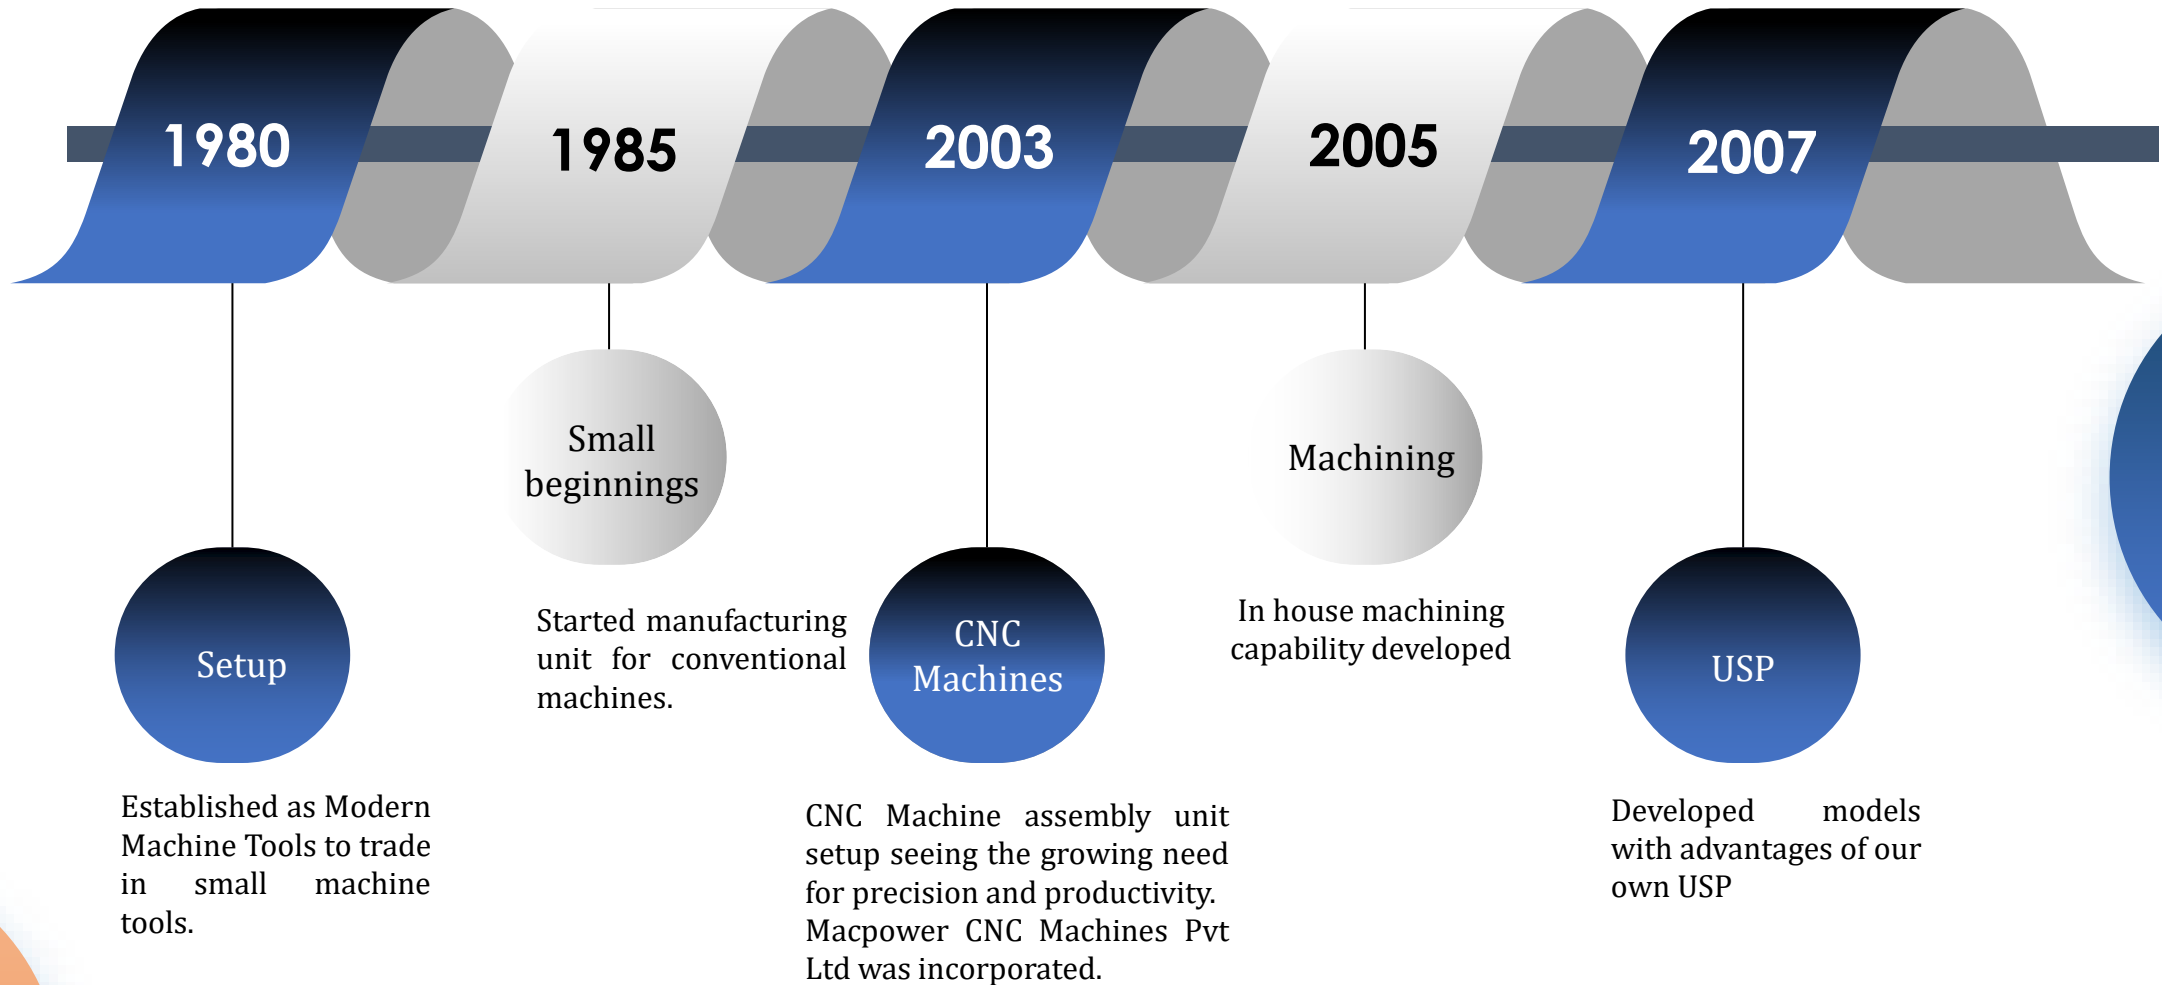 1980
1985
2003
2005
2007
Setup
Established as Modern
Machine Tools to trade
in small machine
tools.
Small
beginnings
Started manufacturing
unit for conventional
machines.
CNC
Machines
CNC Machine assembly unit
setup seeing the growing need
for precision and productivity.
Macpower CNC Machines Pvt
Ltd was incorporated.
Machining
In house machining
capability developed
USP
Developed models
with advantages of our
own USP